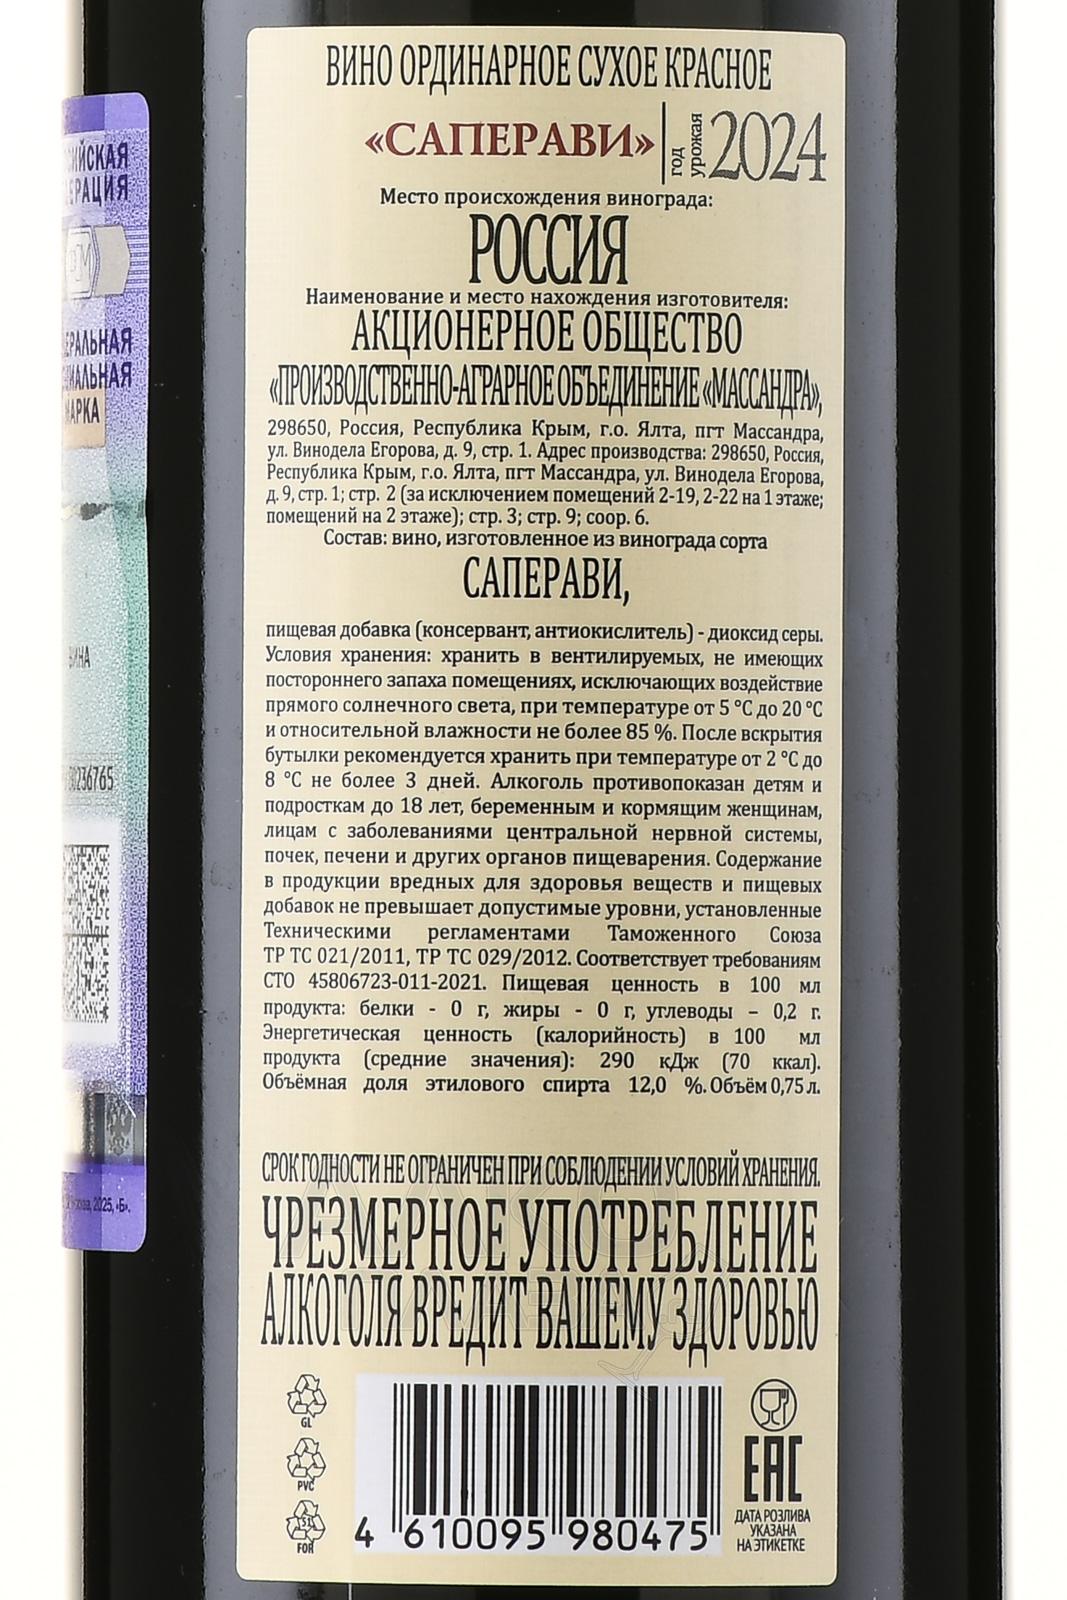 ВИНО ОРДИНАРНОЕ СУХОЕ КРАСНОЕ
«САПЕРАВИ»
год
урожая
2024
Место происхождения винограда:
РОССИЯ
Наименование и место нахождения изготовителя:
АКЦИОНЕРНОЕ ОБЩЕСТВО
«ПРОИЗВОДСТВЕННО-АГРАРНОЕ ОБЪЕДИНЕНИЕ «МАССАНДРА»,
298650, Россия, Республика Крым, г.о. Ялта, пгт Массандра,
ул. Винодела Егорова, д. 9, стр. 1. Адрес производства: 298650, Россия,
Республика Крым, г.о. Ялта, пгт Массандра, ул. Винодела Егорова,
д. 9, стр. 1; стр. 2 (за исключением помещений 2-19, 2-22 на 1 этаже;
помещений на 2 этаже); стр. 3; стр. 9; соор. 6.
Состав: вино, изготовленное из винограда сорта
САПЕРАВИ,
пищевая добавка (консервант, антиокислитель) - диоксид серы.
Условия хранения: хранить в вентилируемых, не имеющих
постороннего запаха помещениях, исключающих воздействие
прямого солнечного света, при температуре от 5 °С до 20 °С
и относительной влажности не более 85 %. После вскрытия
бутылки рекомендуется хранить при температуре от 2 °С до
8 °С не более 3 дней. Алкоголь противопоказан детям и
подросткам до 18 лет, беременным и кормящим женщинам,
лицам с заболеваниями центральной нервной системы,
почек, печени и других органов пищеварения. Содержание
в продукции вредных для здоровья веществ и пищевых
добавок не превышает допустимые уровни, установленные
Техническими регламентами Таможенного Союза
ТР ТС 021/2011, ТР ТС 029/2012. Соответствует требованиям
СТО 45806723-011-2021. Пищевая ценность в 100 мл
продукта: белки - 0 г, жиры - 0 г, углеводы – 0,2 г.
Энергетическая ценность (калорийность) в 100 мл
продукта (средние значения): 290 кДж (70 ккал).
Объёмная доля этилового спирта 12,0 %. Объём 0,75 л.
СРОК ГОДНОСТИ НЕ ОГРАНИЧЕН ПРИ СОБЛЮДЕНИИ УСЛОВИЙ ХРАНЕНИЯ.
ЧРЕЗМЕРНОЕ УПОТРЕБЛЕНИЕ
АЛКОГОЛЯ ВРЕДИТ ВАШЕМУ ЗДОРОВЬЮ
GL
PVC
51
FOR
4 610095 980475
EAC
ДАТА РОЗЛИВА
УКАЗАНА
НА ЭТИКЕТКЕ
МАРКА
ВИНА
2025, «Б».